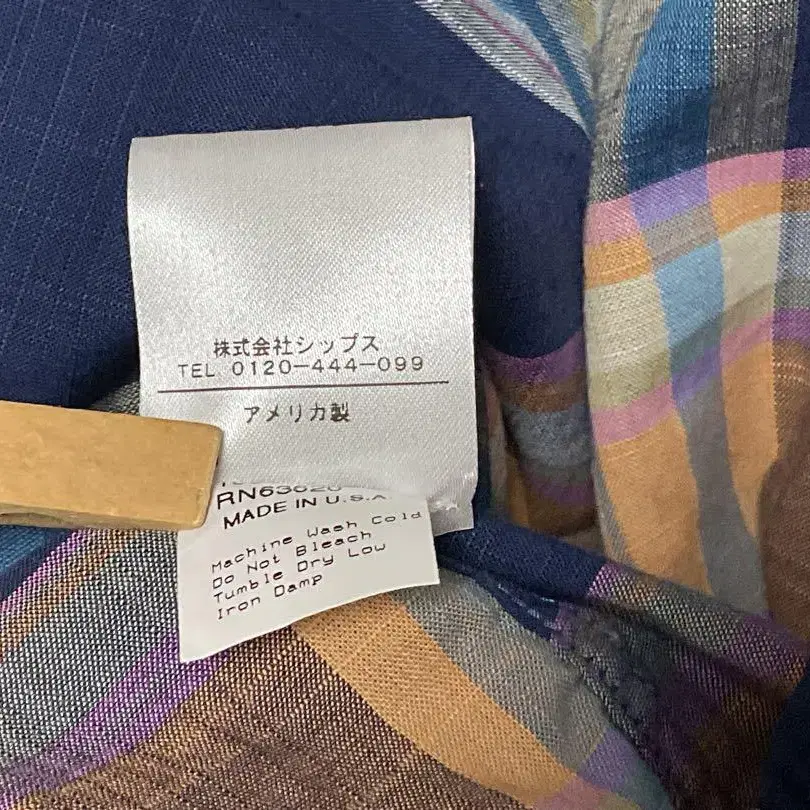 株式会社シップス
TEL 0120-444-099
アメリカ製
MADE IN U.S.A
Machine Wash Cold
Do Not Bleach
Tumble Dry Low
Iron Damp